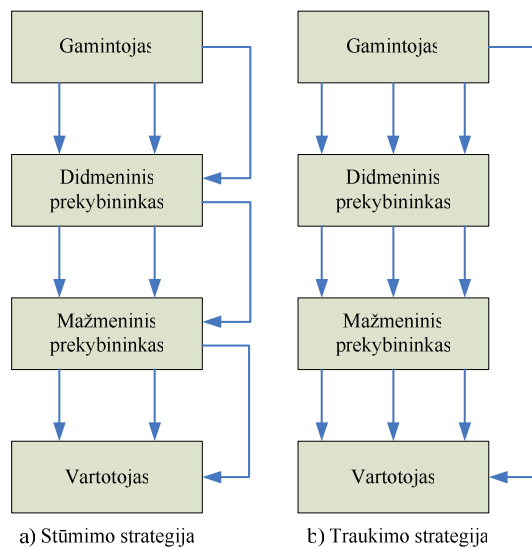 Gamintojas
Didmeninis
prekybininkas
Mažmeninis
prekybininkas
Vartotojas
a) Stūmimo strategija
Gamintojas
Didmeninis
prekybininkas
Mažmeninis
prekybininkas
Vartotojas
b) Traukimo strategija